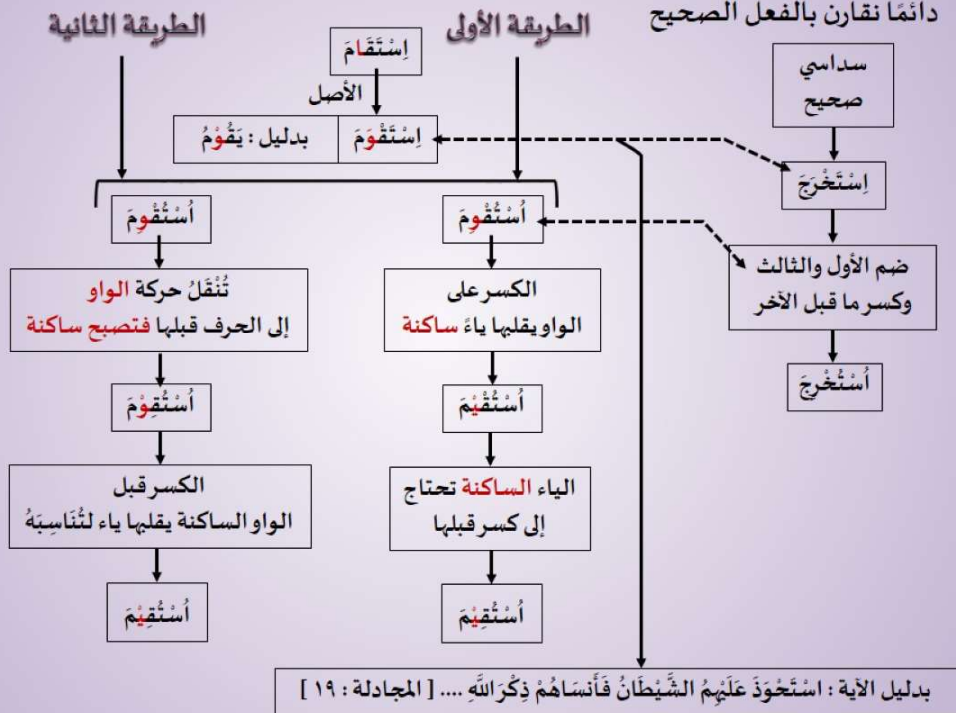 دائمًا نقارن بالفعل الصحيح
سداسي
صحيح
اِسْتَخْرَجَ
ضم الأول والثالث
وكسر ما قبل الآخر
اُسْتُخْرِجَ
اِسْتَقَامَ
الأصل
اِسْتَقْوَمَ
بدليل : يَقُوْمُ
الطريقة الأولى
اُسْتُقْوِمَ
الكسر على
الواو يقلبها ياءً ساكنة
اُسْتُقْيْمَ
الياء الساكنة تحتاج
إلى كسر قبلها
اُسْتُقِيْمَ
الطريقة الثانية
اُسْتُقْوِمَ
تُنْقَلُ حركة الواو
إلى الحرف قبلها فتصبح ساكنة
اُسْتُقِوْمَ
الكسر قبل
الواو الساكنة يقلبها ياء لتُنَاسِبَهُ
اُسْتُقِيْمَ
بدليل الآية : اسْتَحْوَذَ عَلَيْهِمُ الشَّيْطَانُ فَأَنسَاهُمْ ذِكْرَ اللَّهِ .... [ المجادلة : ١٩ ]